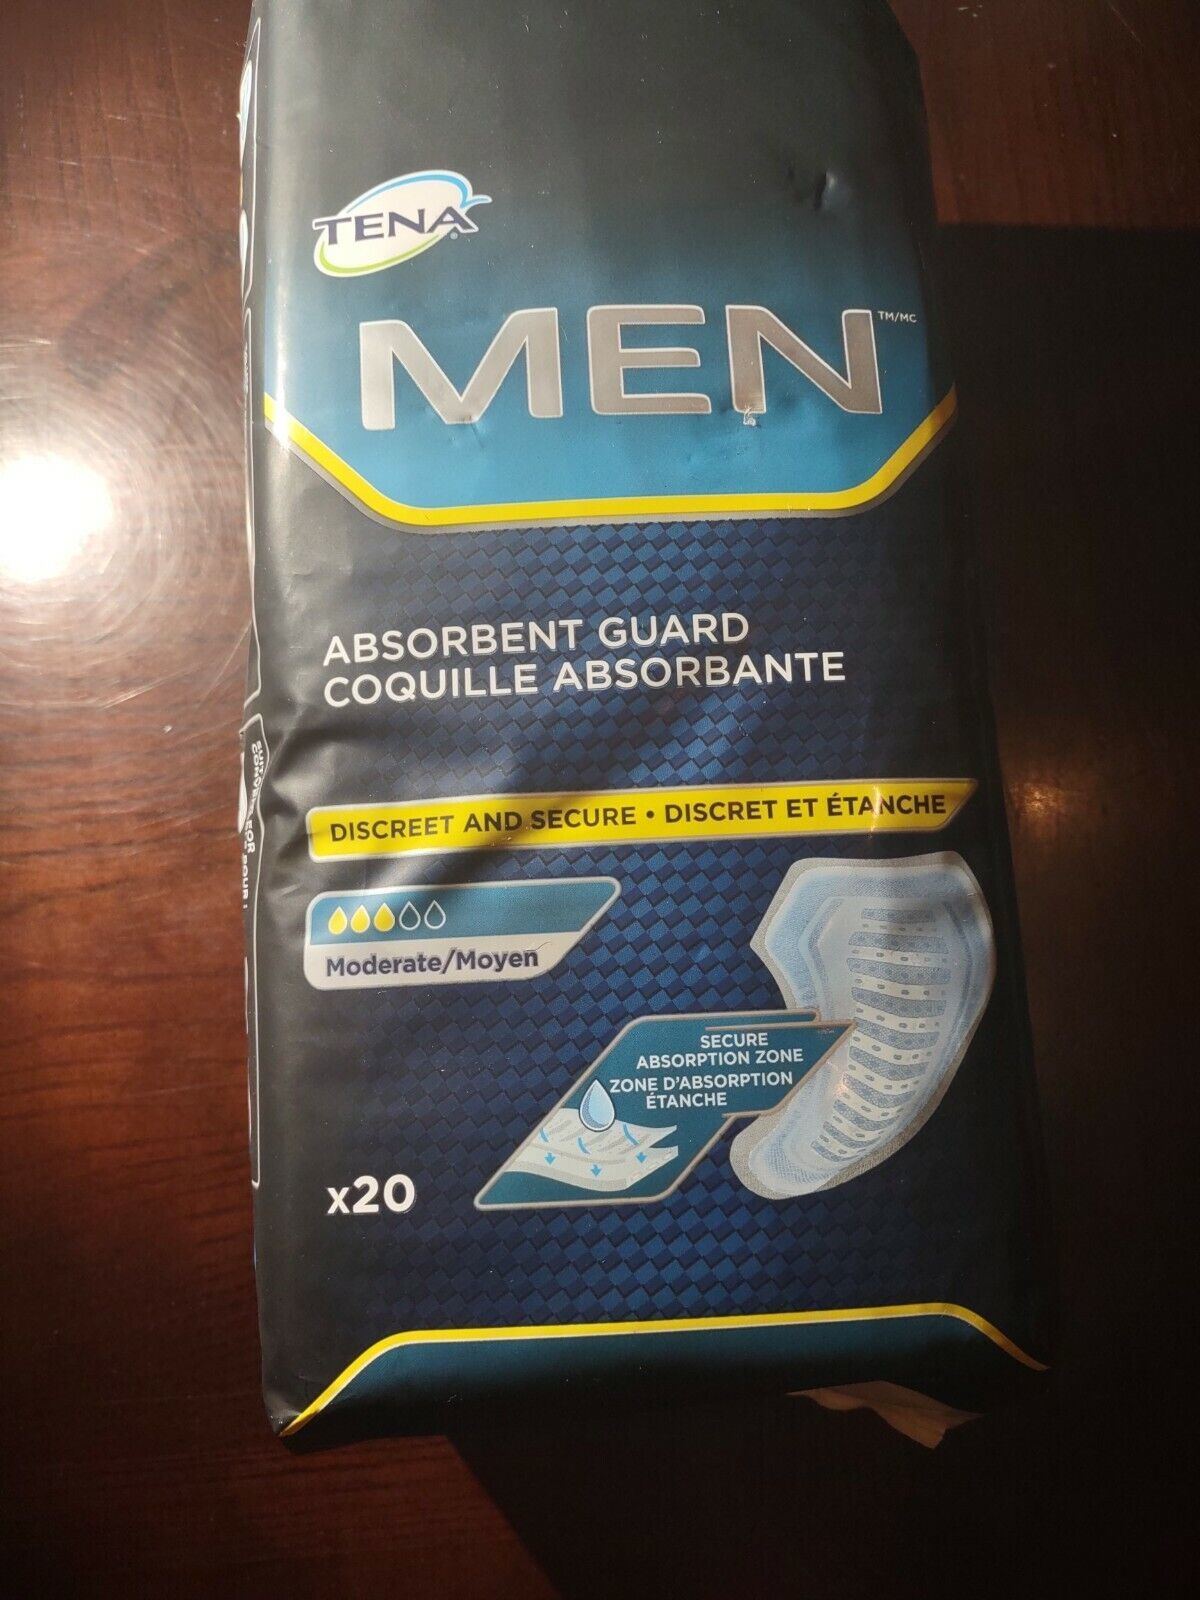 TENA®
MEN TM/MC
ABSORBENT GUARD
COQUILLE ABSORBANTE
DISCREET AND SECURE • DISCRET ET ÉTANCHE
Moderate/Moyen
SECURE
ABSORPTION ZONE
ZONE D'ABSORPTION
ÉTANCHE
x20